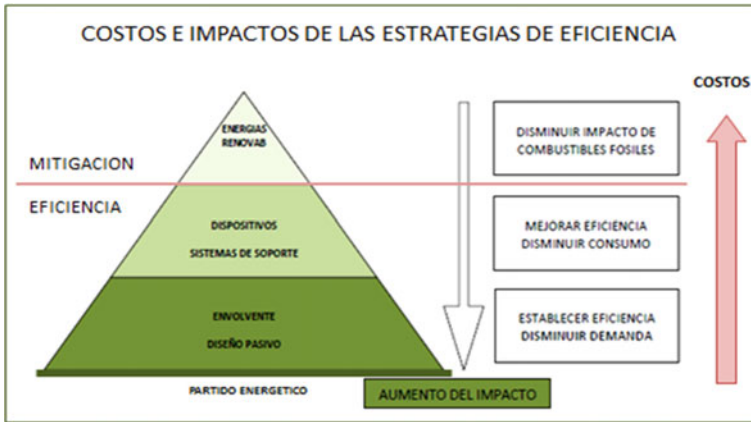 COSTOS E IMPACTOS DE LAS ESTRATEGIAS DE EFICIENCIA
COSTOS
ENERGIAS
RENOVAB
DISMINUIR IMPACTO DE
COMBUSTIBLES FOSILES
MITIGACION
EFICIENCIA
DISPOSITIVOS
SISTEMAS DE SOPORTE
MEJORAR EFICIENCIA
DISMINUIR CONSUMO
ENVOLVENTE
DISEÑO PASIVO
ESTABLECER EFICIENCIA
DISMINUIR DEMANDA
PARTIDO ENERGETICO
AUMENTO DEL IMPACTO